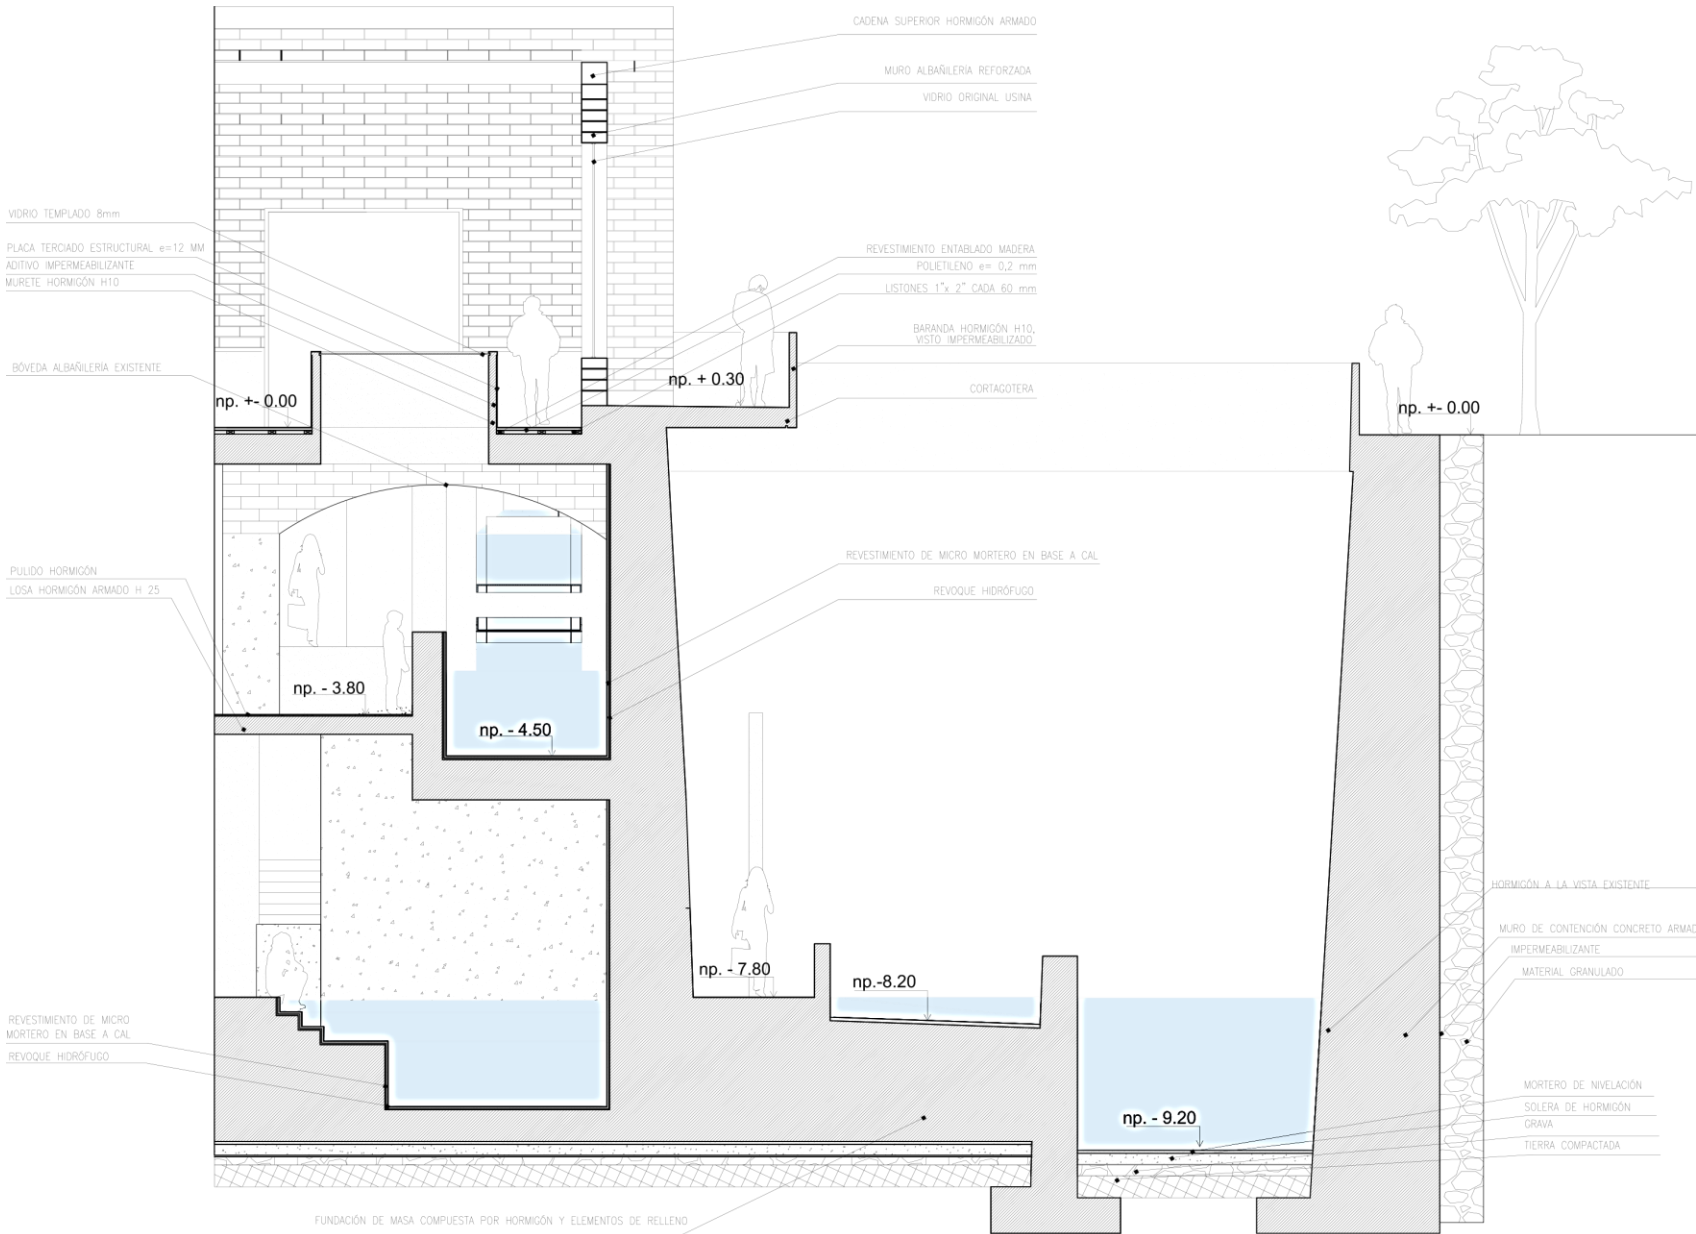 CADENA SUPERIOR HORMIGÓN ARMADO
MURO ALBAÑILERÍA REFORZADA
VIDRIO ORIGINAL USINA
VIDRIO TEMPLADO 8mm
PLACA TERCIADO ESTRUCTURAL e=12 MM
ADITIVO IMPERMEABILIZANTE
MURETE HORMIGÓN H10
REVESTIMIENTO ENTABLADO MADERA
POLIETILENO e= 0,2 mm
LISTONES 1"x 2" CADA 60 mm
BARANDA HORMIGÓN H10,
VISTO IMPERMEABILIZADO
BÓVEDA ALBAÑILERÍA EXISTENTE
CORTAGOTERA
np. +- 0.00
np. + 0.30
np. +- 0.00
REVESTIMIENTO DE MICRO MORTERO EN BASE A CAL
REVOQUE HIDRÓFUGO
PULIDO HORMIGÓN
LOSA HORMIGÓN ARMADO H 25
np. - 3.80
np. - 4.50
HORMIGÓN A LA VISTA EXISTENTE
MURO DE CONTENCIÓN CONCRETO ARMAD
IMPERMEABILIZANTE
MATERIAL GRANULADO
np. - 7.80
np.-8.20
REVESTIMIENTO DE MICRO
MORTERO EN BASE A CAL
REVOQUE HIDRÓFUGO
np. - 9.20
MORTERO DE NIVELACIÓN
SOLERA DE HORMIGÓN
GRAVA
TIERRA COMPACTADA
FUNDACIÓN DE MASA COMPUESTA POR HORMIGÓN Y ELEMENTOS DE RELLENO